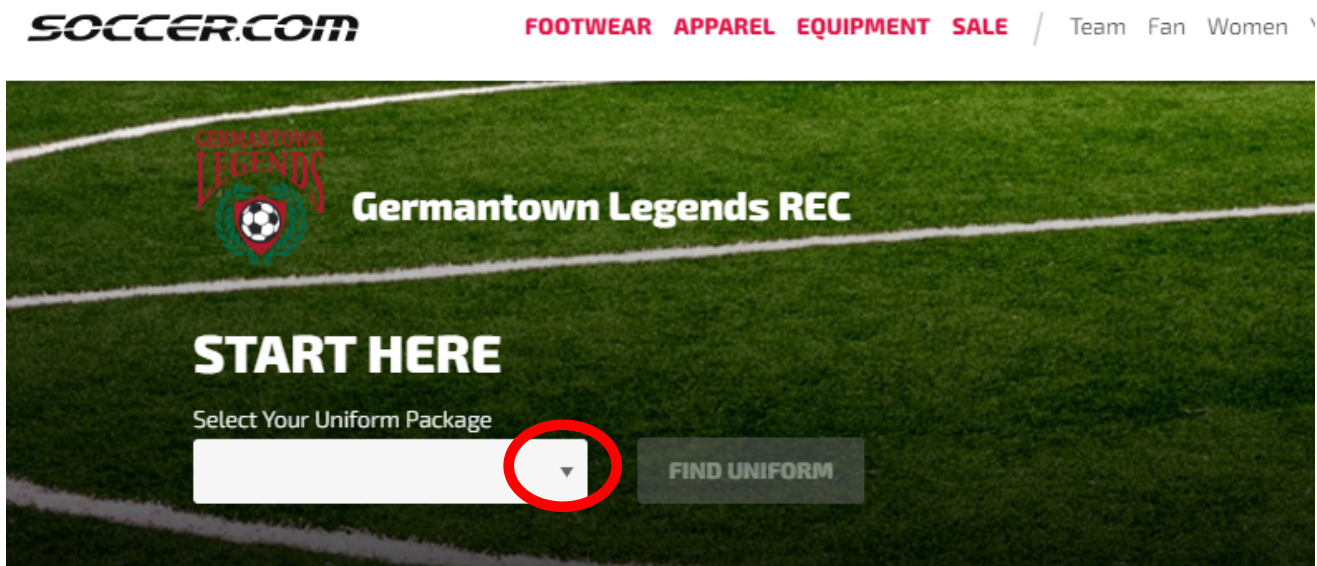 SOCCER.COM FOOTWEAR APPAREL EQUIPMENT SALE / Team Fan Women
GERMANTOWN
LEGENDS
Germantown Legends REC
START HERE
Select Your Uniform Package
FIND UNIFORM